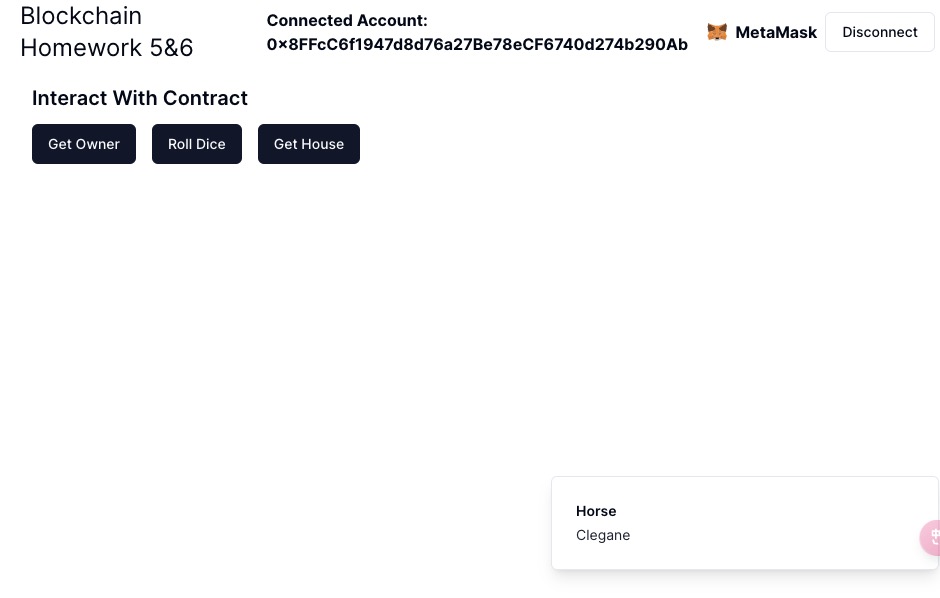 Blockchain
Homework 5&6
Connected Account:
0x8FFcC6f1947d8d76a27Be78eCF6740d274b290Ab
MetaMask
Disconnect
Interact With Contract
Get Owner
Roll Dice
Get House
Horse
Clegane